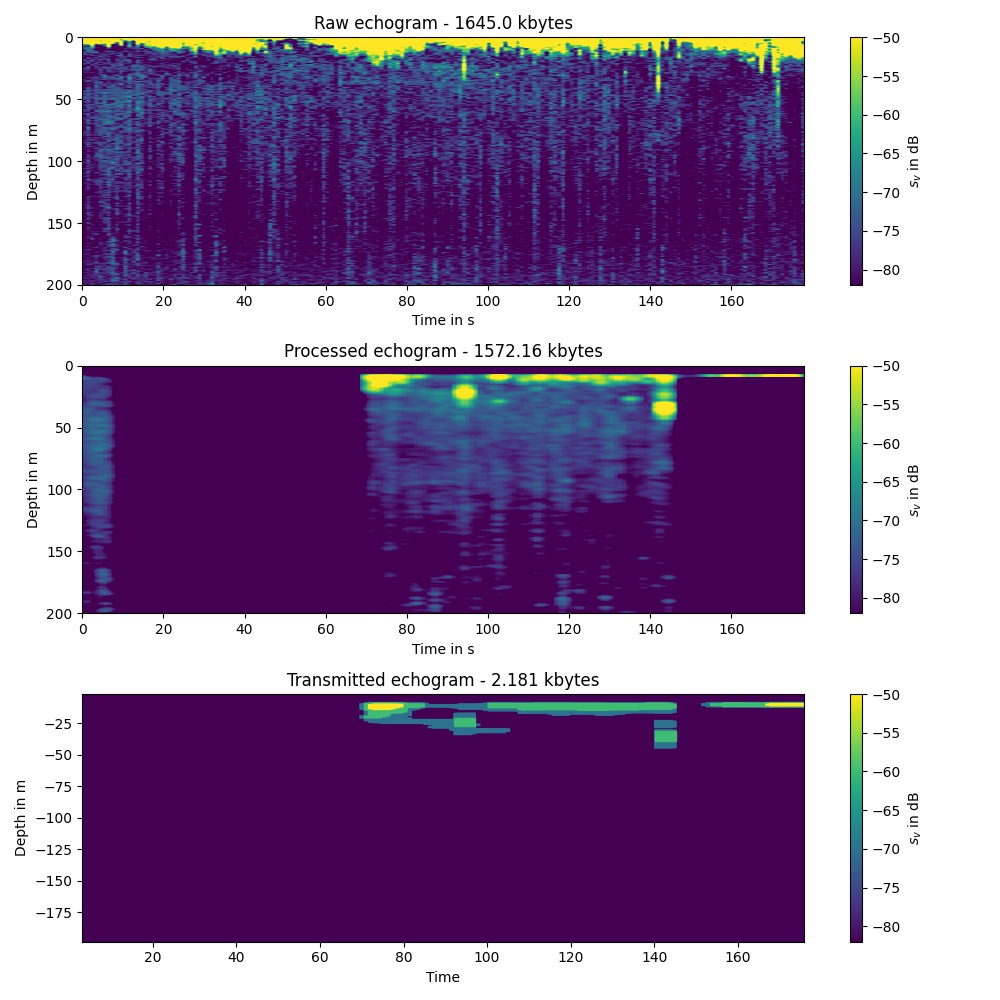 Raw echogram - 1645.0 kbytes
0
50
100
150
200
Depth in m
0 20 40 60 80 100 120 140 160
Time in s
−50
−55
−60
−65
−70
−75
−80
sv in dB
Processed echogram - 1572.16 kbytes
0
50
100
150
200
Depth in m
0 20 40 60 80 100 120 140 160
Time in s
−50
−55
−60
−65
−70
−75
−80
sv in dB
Transmitted echogram - 2.181 kbytes
−25
−50
−75
−100
−125
−150
−175
Depth in m
20 40 60 80 100 120 140 160
Time
−50
−55
−60
−65
−70
−75
−80
sv in dB